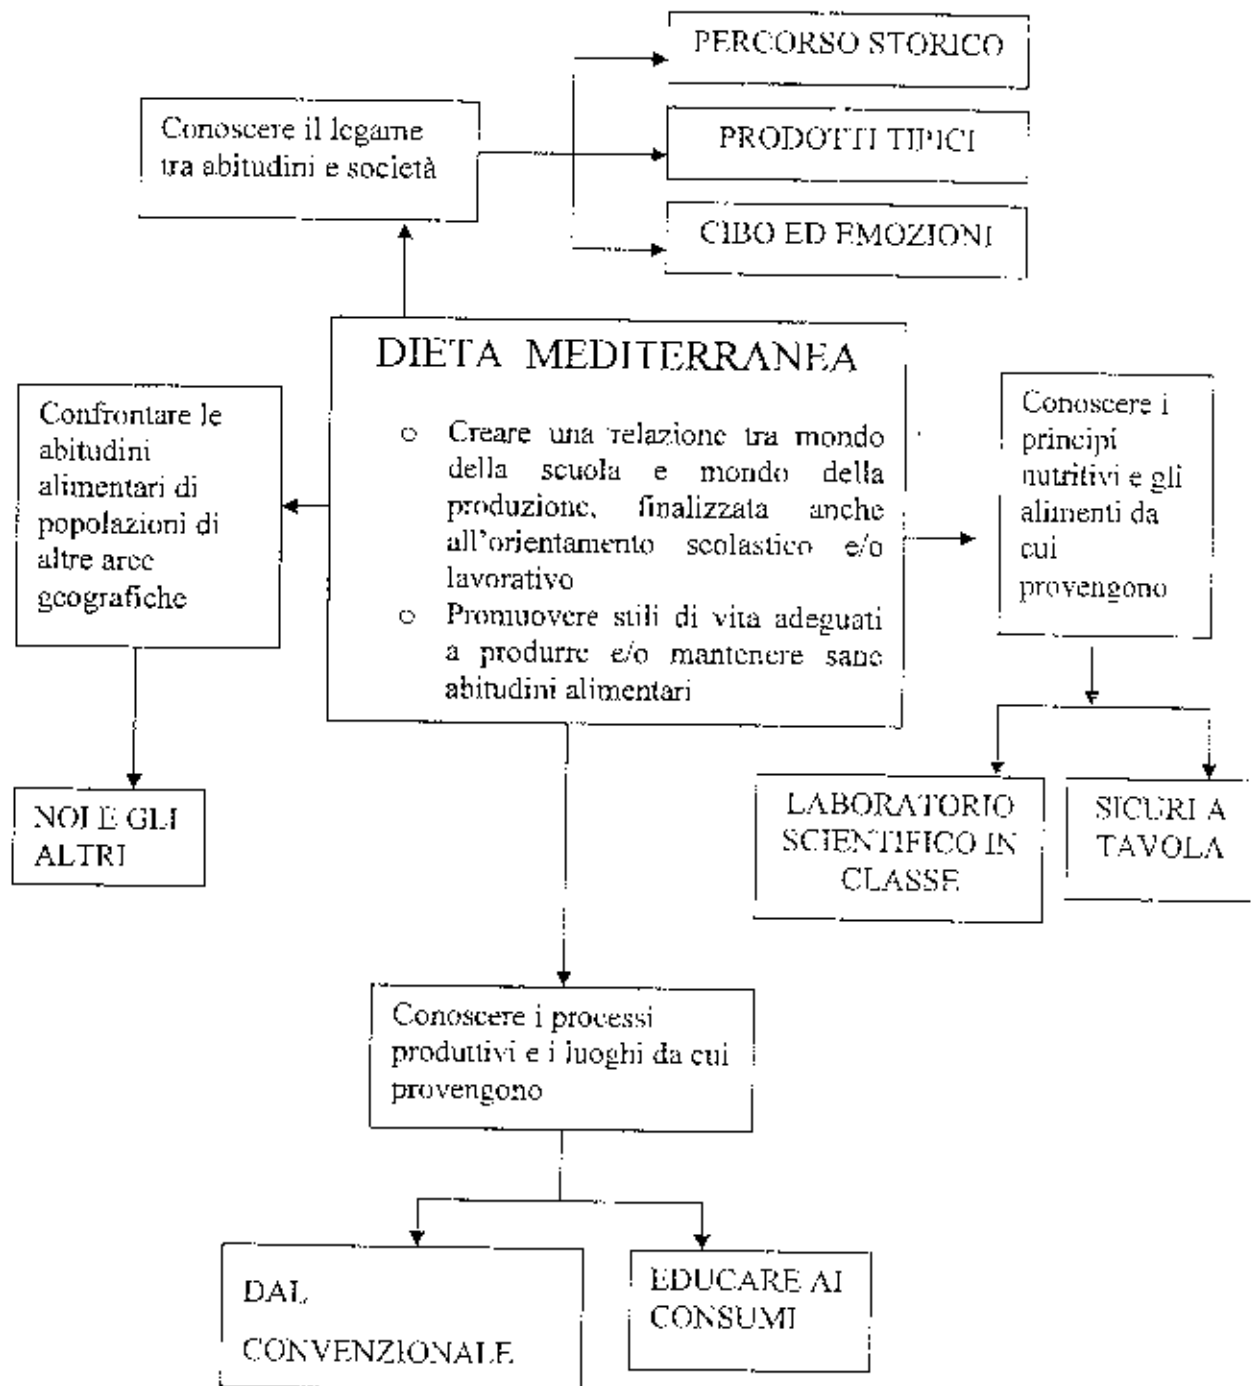 PERCORSO STORICO
Conoscere il legame
tra abitudini e società
PRODOTTI TIPICI
CIBO ED EMOZIONI
DIETA MEDITERRANEA
o Creare una relazione tra mondo
della scuola e mondo della
produzione, finalizzata anche
all'orientamento scolastico e/o
lavorativo
o Promuovere stili di vita adeguati
a produrre e/o mantenere sane
abitudini alimentari
Confrontare le
abitudini
alimentari di
popolazioni di
altre aree
geografiche
Conoscere i
principi
nutritivi e gli
alimenti da
cui
provengono
NOI E GLI
ALTRI
LABORATORIO
SCIENTIFICO IN
CLASSE
SICURI A
TAVOLA
Conoscere i processi
produttivi e i luoghi da cui
provengono
DAL
CONVENZIONALE
EDUCARE AI
CONSUMI